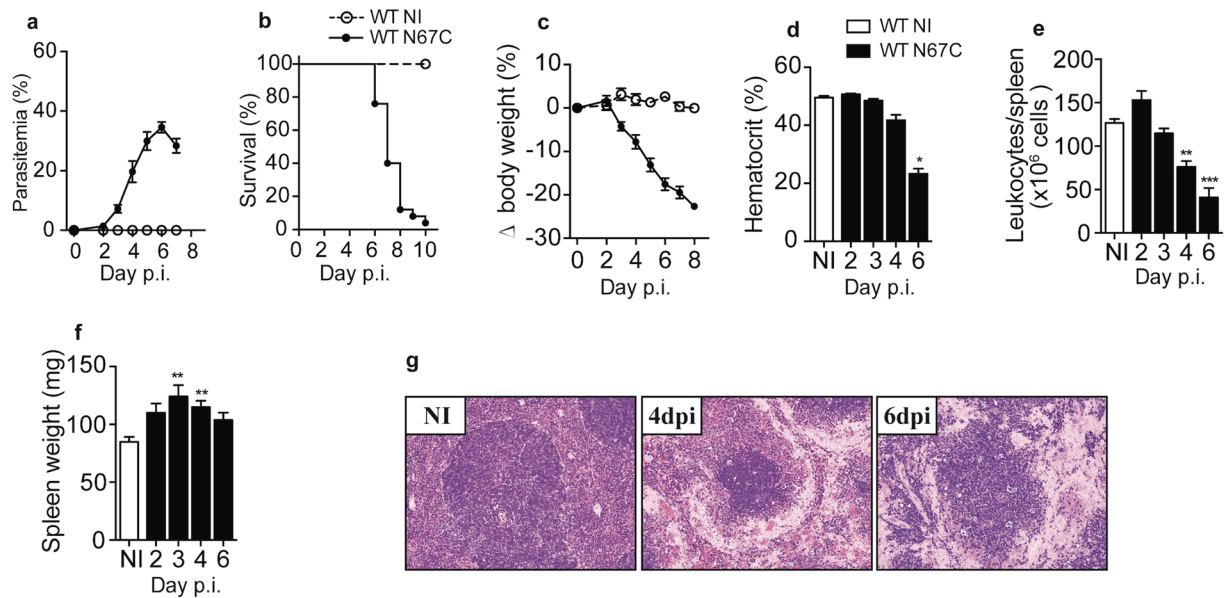 a
Parasitemia (%)
60
40
20
0
0 2 4 6 8
Day p.i.
b
WT NI
WT N67C
Survival (%)
100
80
60
40
20
0
0 2 4 6 8 10
Day p.i.
c
Δ body weight (%)
10
0
-10
-20
-30
0 2 4 6 8
Day p.i.
d
WT NI
WT N67C
Hematocrit (%)
60
40
20
0
*
NI 2 3 4 6
Day p.i.
e
Leukocytes/spleen
(x10⁶ cells )
200
150
100
50
0
**
***
NI 2 3 4 6
Day p.i.
f
Spleen weight (mg)
150
100
50
0
** **
NI 2 3 4 6
Day p.i.
g
NI
4dpi
6dpi